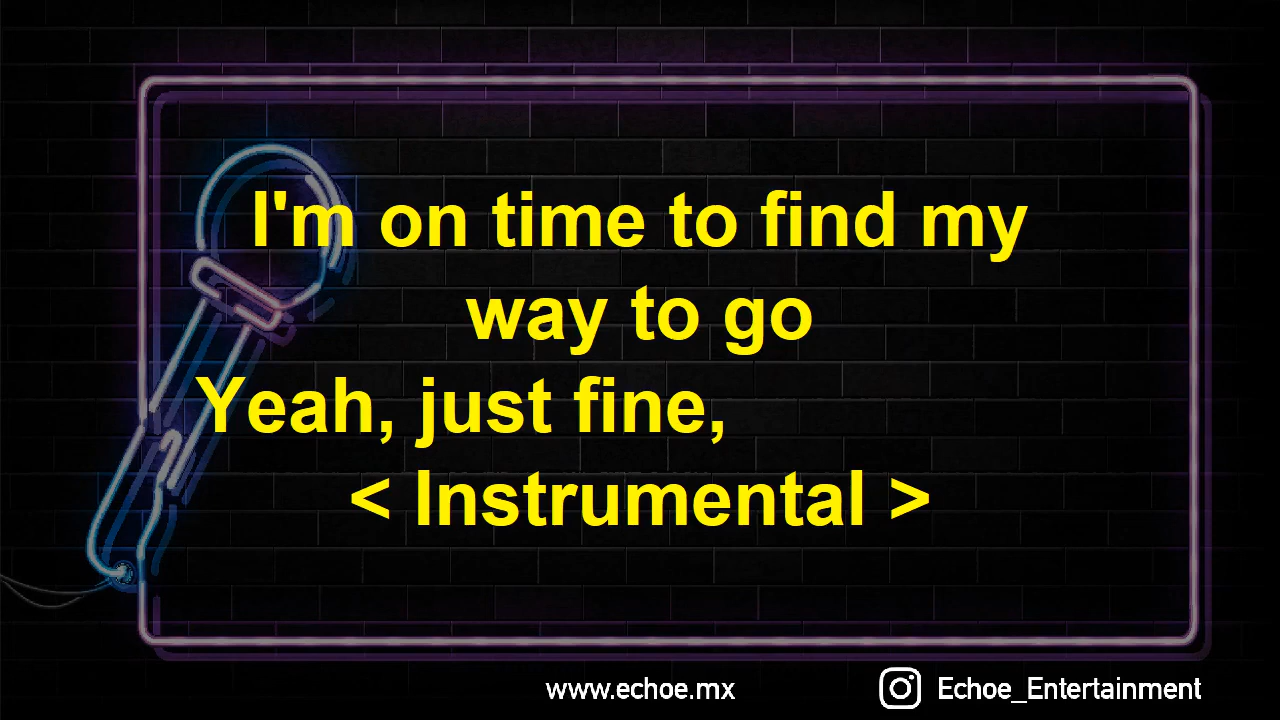 I'm on time to find my
way to go
Yeah, just fine,
< Instrumental >
www.echoe.mx
Echoe_Entertainment